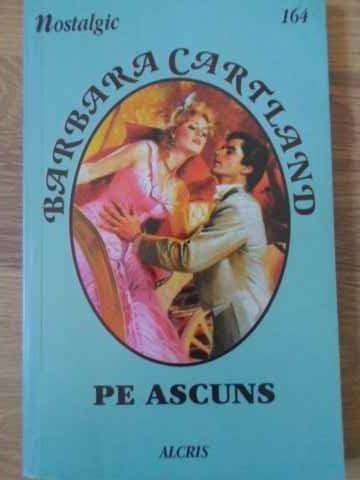 nostalgic
164
BARBARA CARTLAND
PE ASCUNS
ALCRIS